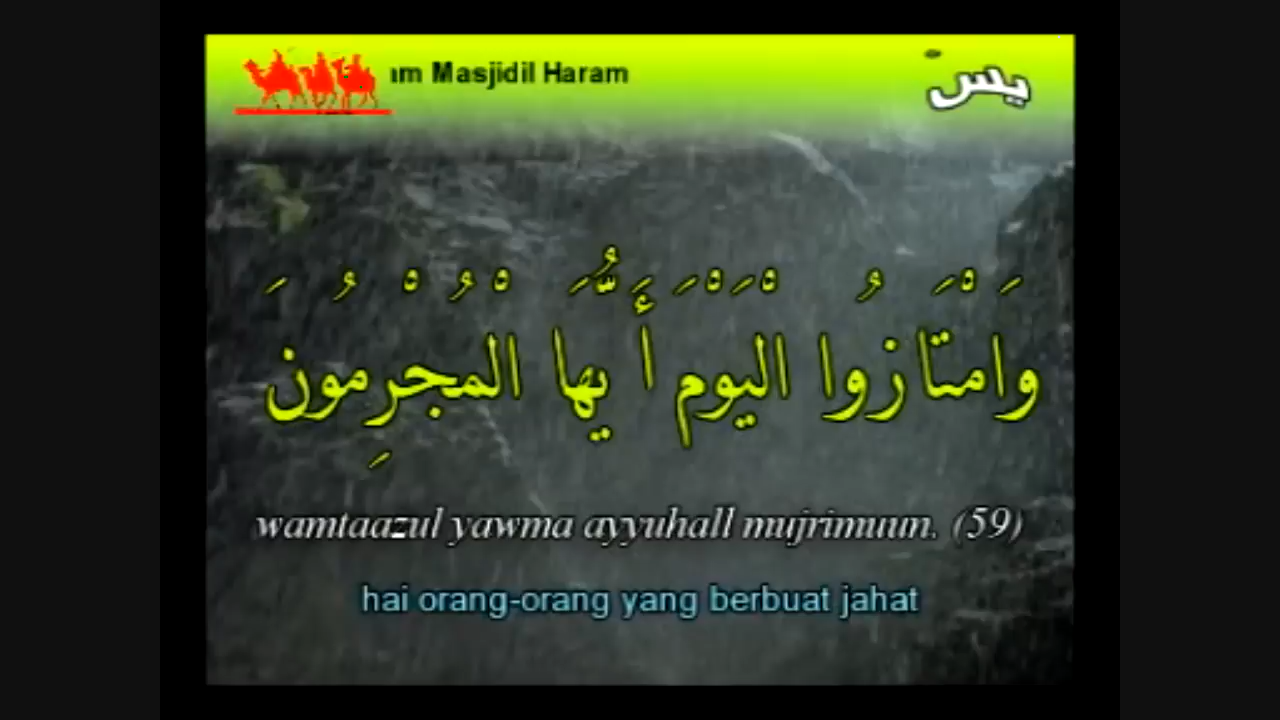 am Masjidil Haram
يسّ
وَامْتَازُوا الْيَوْمَ أَيُّهَا الْمُجْرِمُونَ
wamtaazul yawma ayyuhall mujrimuun. (59)
hai orang-orang yang berbuat jahat